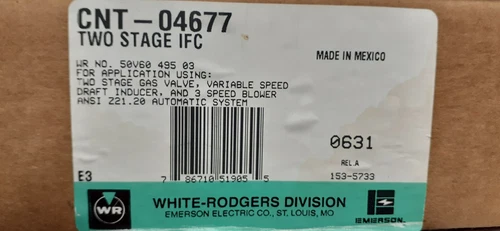 CNT-04677
TWO STAGE IFC
MADE IN MEXICO
WR NO. 50V60 495 03
FOR APPLICATION USING:
TWO STAGE GAS VALVE, VARIABLE SPEED
DRAFT INDUCER, AND 3 SPEED BLOWER
ANSI Z21.20 AUTOMATIC SYSTEM
0631
REL.A
153-5733
E3
7 86710 51905 5
WR
WHITE-RODGERS DIVISION
EMERSON ELECTRIC CO., ST. LOUIS, MO
EMERSON